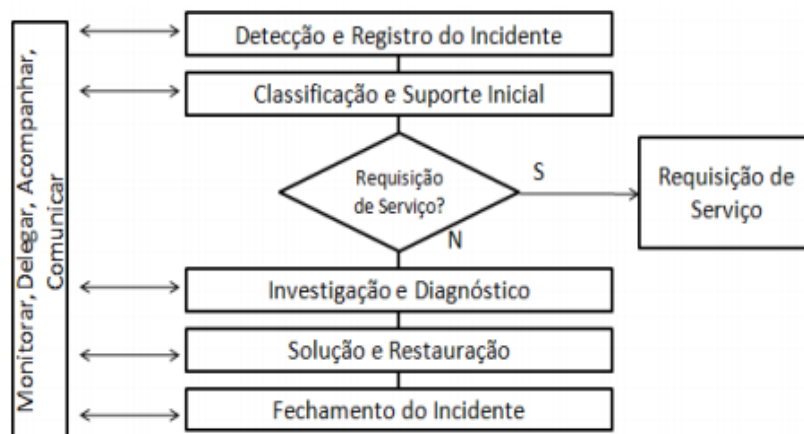 Monitorar, Delegar, Acompanhar,
Comunicar
Detecção e Registro do Incidente
Classificação e Suporte Inicial
Requisição
de Serviço?
S
Requisição de
Serviço
N
Investigação e Diagnóstico
Solução e Restauração
Fechamento do Incidente